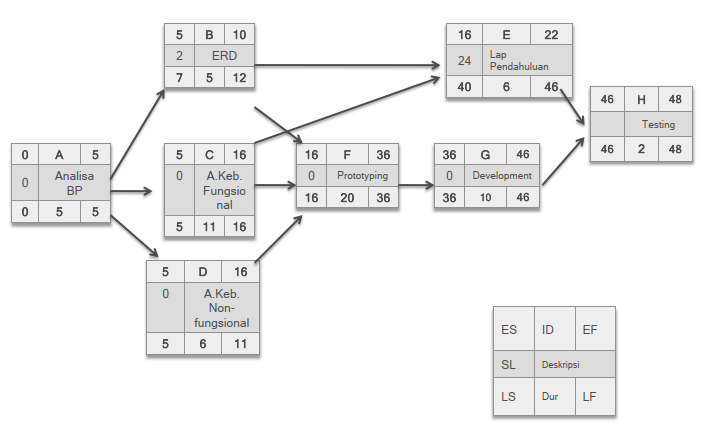 5 B 10
2 ERD
7 5 12
16 E 22
24 Lap
Pendahuluan
40 6 46
46 H 48
Testing
46 2 48
0 A 5
0 Analisa
BP
0 5 5
5 C 16
0 A.Keb.
Fungsio
nal
5 11 16
16 F 36
0 Prototyping
16 20 36
36 G 46
0 Development
36 10 46
5 D 16
0 A.Keb.
Non-
fungsional
5 6 11
ES ID EF
SL Deskripsi
LS Dur LF